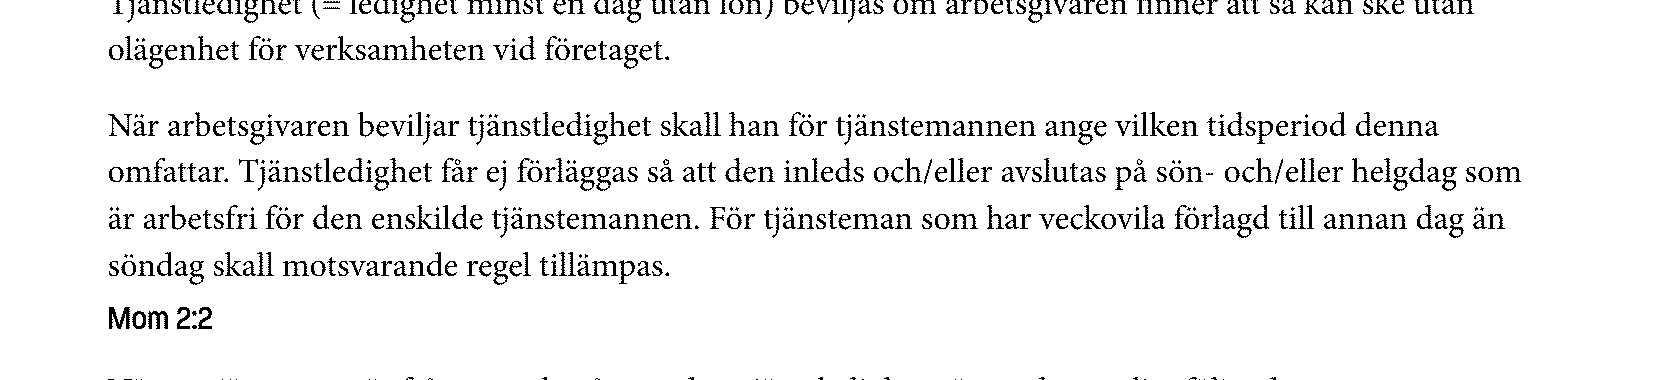 Tjänstledighet (= ledighet minst en dag utan lön) beviljas om arbetsgivaren finner att så kan ske utan
olägenhet för verksamheten vid företaget.
När arbetsgivaren beviljar tjänstledighet skall han för tjänstemannen ange vilken tidsperiod denna
omfattar. Tjänstledighet får ej förläggas så att den inleds och/eller avslutas på sön- och/eller helgdag som
är arbetsfri för den enskilde tjänstemannen. För tjänsteman som har veckovila förlagd till annan dag än
söndag skall motsvarande regel tillämpas.
Mom 2:2